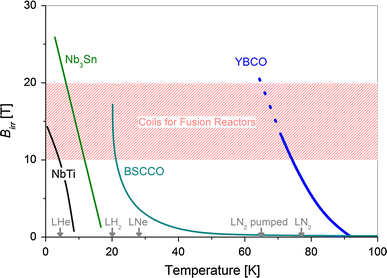 30
20
10
0
B_irr [T]
Nb₃Sn
YBCO
Coils for Fusion Reactors
NbTi
BSCCO
LHe
LH₂
LNe
LN₂ pumped
LN₂
0 20 40 60 80 100
Temperature [K]